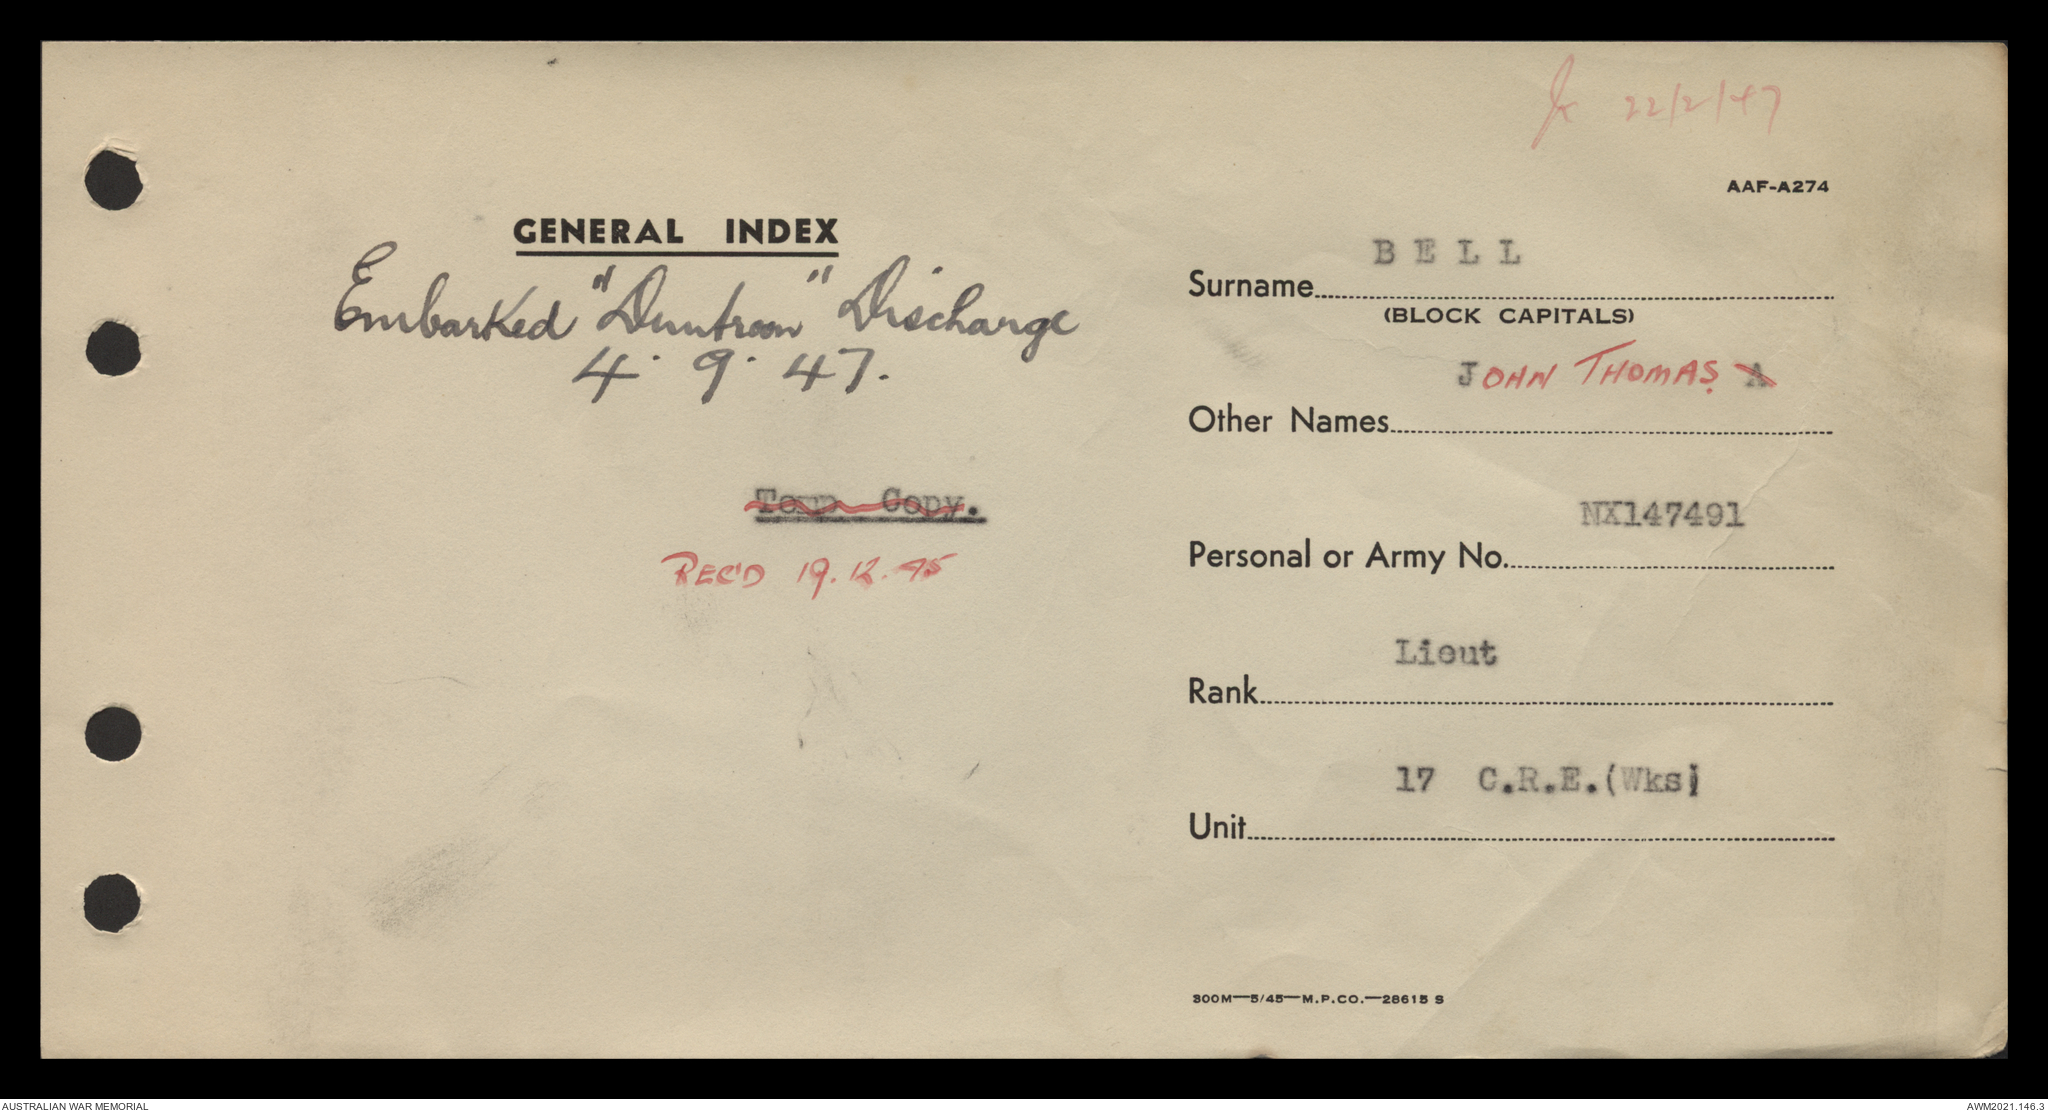 Jc 22/2/47
AAF-A274
GENERAL INDEX
Embarked "Duntroon" Discharge
4. 9. 47.
Temp Copy.
REC'D 19.12.45
BELL
Surname
(BLOCK CAPITALS)
JOHN THOMAS. A
Other Names
NX147491
Personal or Army No.
Lieut
Rank
17 C.R.E.(Wks)
Unit
300M—5/45—M.P.CO.—28615 S
AUSTRALIAN WAR MEMORIAL
AWM2021.146.3